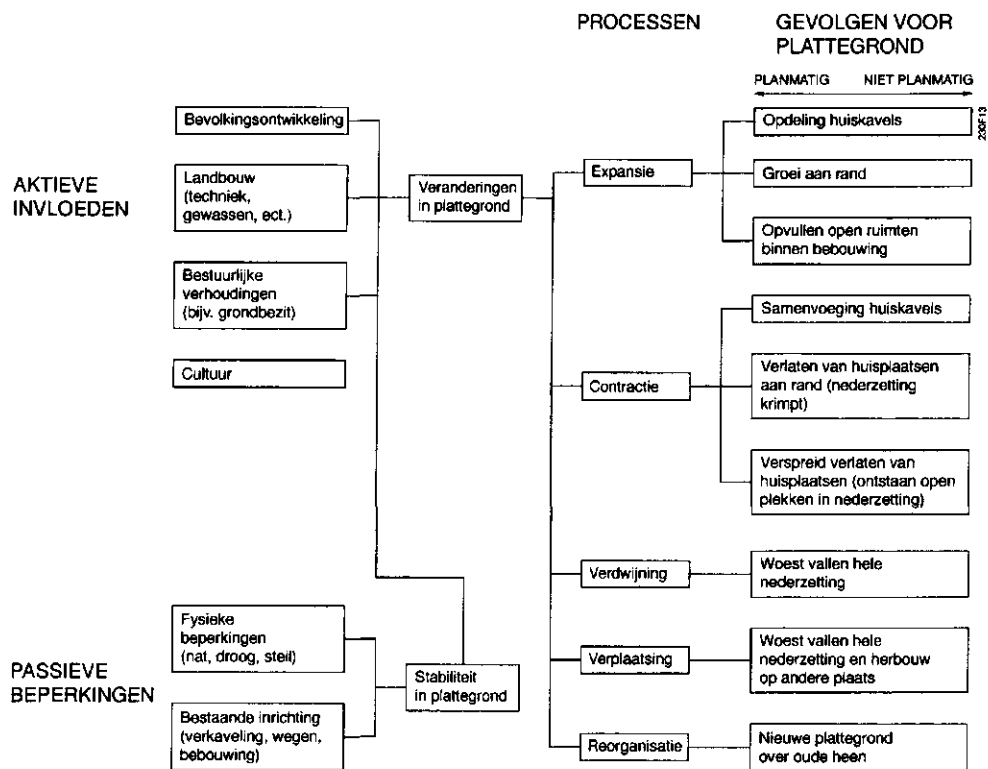 PROCESSEN
GEVOLGEN VOOR
PLATTEGROND
PLANMATIG
NIET PLANMATIG
AKTIEVE
INVLOEDEN
Bevolkingsontwikkeling
Landbouw
(techniek,
gewassen, ect.)
Bestuurlijke
verhoudingen
(bijv. grondbezit)
Cultuur
Veranderingen
in plattegrond
Expansie
Opdeling huiskavels
Groei aan rand
Opvullen open ruimten
binnen bebouwing
Contractie
Samenvoeging huiskavels
Verlaten van huisplaatsen
aan rand (nederzetting
krimpt)
Verspreid verlaten van
huisplaatsen (ontstaan open
plekken in nederzetting)
Verdwijning
Woest vallen hele
nederzetting
PASSIEVE
BEPERKINGEN
Fysieke
beperkingen
(nat, droog, steil)
Bestaande inrichting
(verkaveling, wegen,
bebouwing)
Stabiliteit
in plattegrond
Verplaatsing
Woest vallen hele
nederzetting en herbouw
op andere plaats
Reorganisatie
Nieuwe plattegrond
over oude heen
230F13